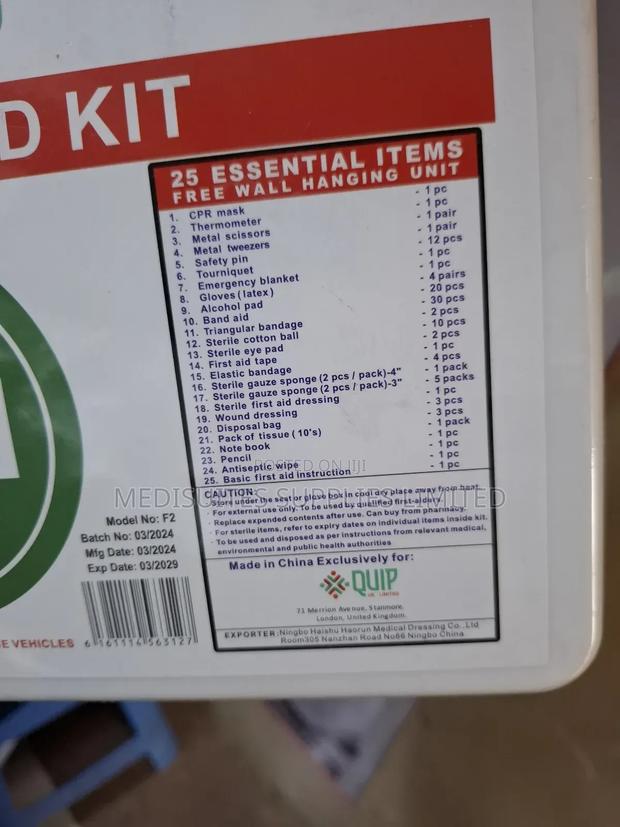 D KIT
25 ESSENTIAL ITEMS
FREE WALL HANGING UNIT
1. CPR mask - 1 pc
2. Thermometer - 1 pc
3. Metal scissors - 1 pair
4. Metal tweezers - 1 pair
5. Safety pin - 12 pcs
6. Tourniquet - 1 pc
7. Emergency blanket - 1 pc
8. Gloves (latex) - 4 pairs
9. Alcohol pad - 20 pcs
10. Band aid - 30 pcs
11. Triangular bandage - 2 pcs
12. Sterile cotton ball - 10 pcs
13. Sterile eye pad - 2 pcs
14. First aid tape - 1 pc
15. Elastic bandage - 4 pcs
16. Sterile gauze sponge (2 pcs / pack)-4" - 1 pack
17. Sterile gauze sponge (2 pcs / pack)-3" - 5 packs
18. Sterile first aid dressing - 1 pc
19. Wound dressing - 3 pcs
20. Disposal bag - 3 pcs
21. Pack of tissue (10's) - 1 pack
22. Note book - 1 pc
23. Pencil - 1 pc
24. Antiseptic wipe - 1 pc
25. Basic first aid instruction - 1 pc
POSTED ON JIJI
MEDISCAPES SUPPLIES LIMITED
CAUTION:
· Store under the seat or glove box in cool dry place away from heat.
· For external use only. To be used by qualified first-aiders.
· Replace expended contents after use. Can buy from pharmacy.
· For sterile items, refer to expiry dates on individual items inside kit.
· To be used and disposed as per instructions from relevant medical,
environmental and public health authorities
Made in China Exclusively for:
QUIP
UK LIMITED
71 Merrion Avenue, Stanmore,
London, United Kingdom.
EXPORTER: Ningbo Haishu Haorun Medical Dressing Co .,Ltd
Room305 Nanzhan Road No66 Ningbo China
Model No: F2
Batch No: 03/2024
Mfg Date: 03/2024
Exp Date: 03/2029
6 161114 563127
SE VEHICLES